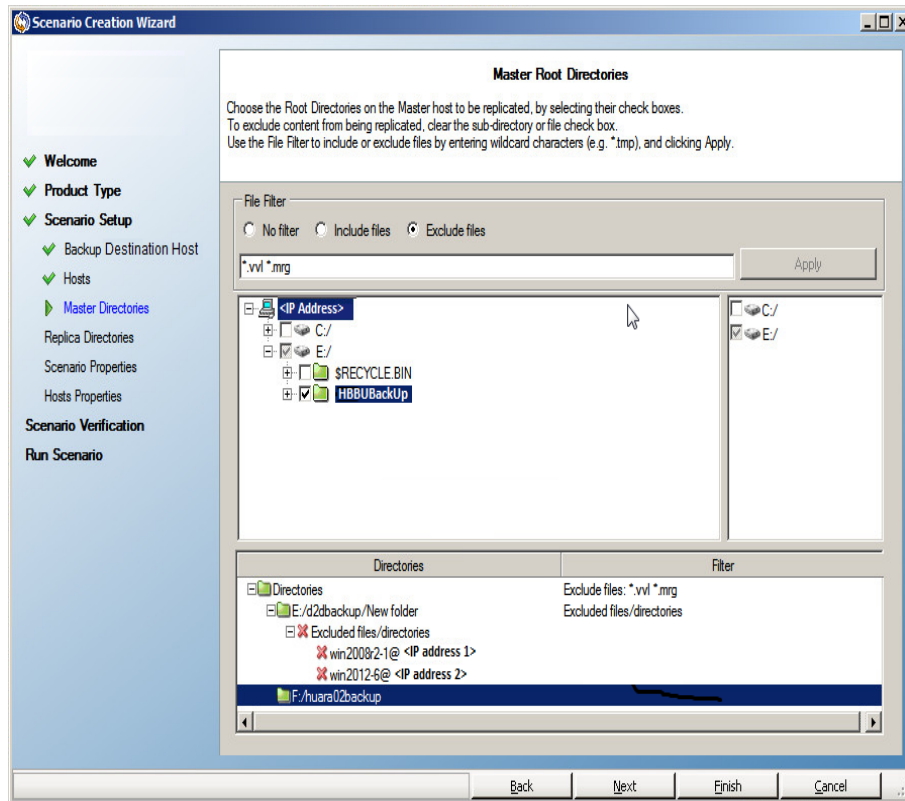 Scenario Creation Wizard
Master Root Directories
Choose the Root Directories on the Master host to be replicated, by selecting their check boxes.
To exclude content from being replicated, clear the sub-directory or file check box.
Use the File Filter to include or exclude files by entering wildcard characters (e.g. *.tmp), and clicking Apply.
Welcome
Product Type
Scenario Setup
Backup Destination Host
Hosts
Master Directories
Replica Directories
Scenario Properties
Hosts Properties
Scenario Verification
Run Scenario
File Filter
No filter Include files Exclude files
*.vvl *.mrg Apply
<IP Address>
C:/
E:/
$RECYCLE.BIN
HBBUBackUp
C:/
E:/
Directories Filter
Directories Exclude files: *.vvl *.mrg
E:/d2dbackup/New folder Excluded files/directories
Excluded files/directories
win2008r2-1@ <IP address 1>
win2012-6@ <IP address 2>
F:/huara02backup
Back Next Finish Cancel